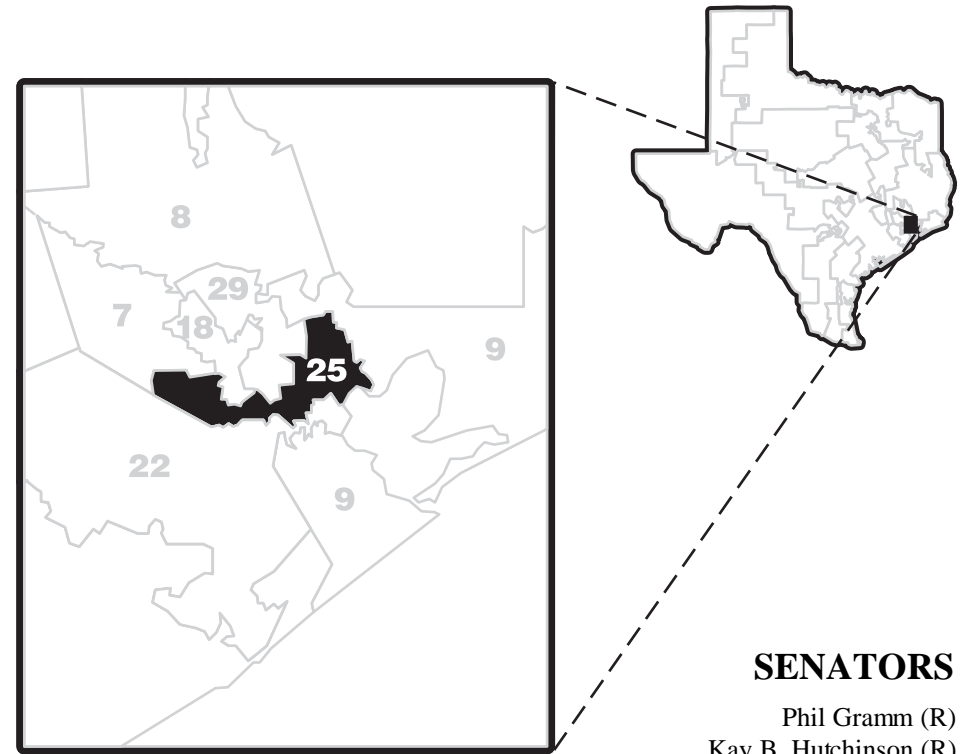 8
29
7
18
9
25
22
9
SENATORS
Phil Gramm (R)
Kay B. Hutchinson (R)